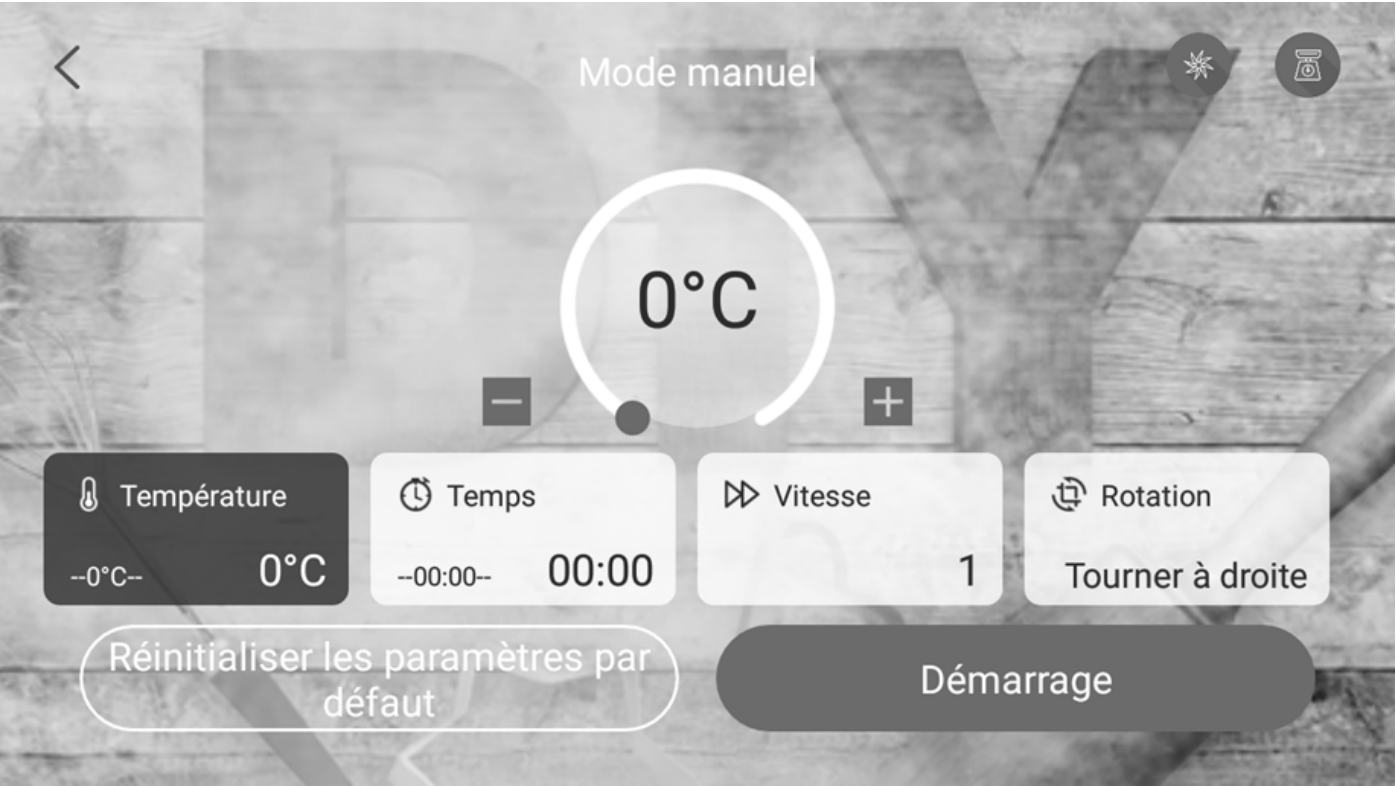 DIY
Mode manuel
0°C
Température
--0°C-- 0°C
Temps
--00:00-- 00:00
Vitesse
1
Rotation
Tourner à droite
Réinitialiser les paramètres par
défaut
Démarrage